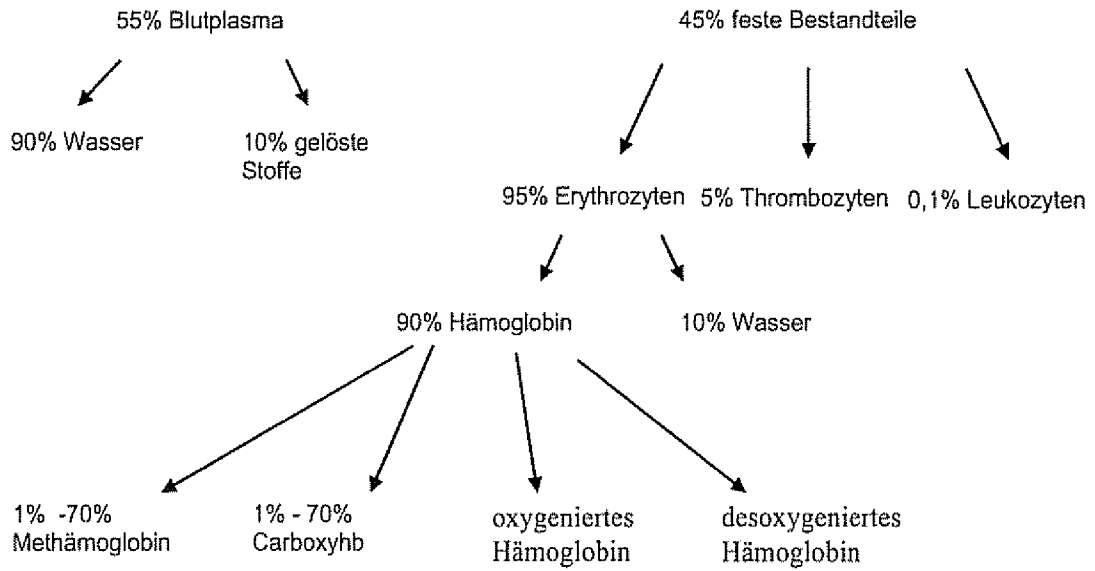 55% Blutplasma
45% feste Bestandteile
90% Wasser
10% gelöste
Stoffe
95% Erythrozyten
5% Thrombozyten
0,1% Leukozyten
90% Hämoglobin
10% Wasser
1% -70%
Methämoglobin
1% - 70%
Carboxyhb
oxygeniertes
Hämoglobin
desoxygeniertes
Hämoglobin